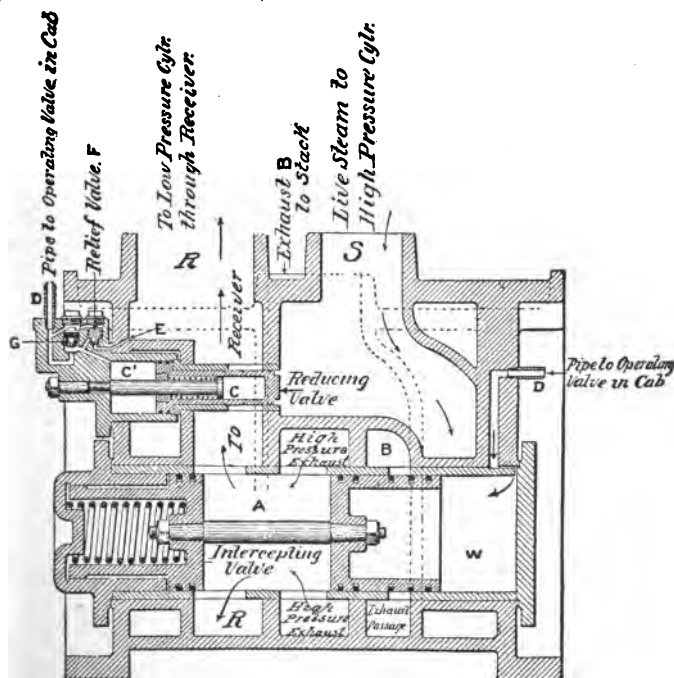 Pipe to Operating Valve in Cab
Relief Valve. F
To Low Pressure Cylr.
through Receiver.
Exhaust B
to Stack
Live Steam to
High Pressure Cylr.
R
S
D
G
E
Receiver
C'
C
Reducing
Valve
Pipe to Operating
Valve in Cab
D
To
High
Pressure
Exhaust
B
A
W
Intercepting
Valve
R
High
Pressure
Exhaust
Exhaust
Passage